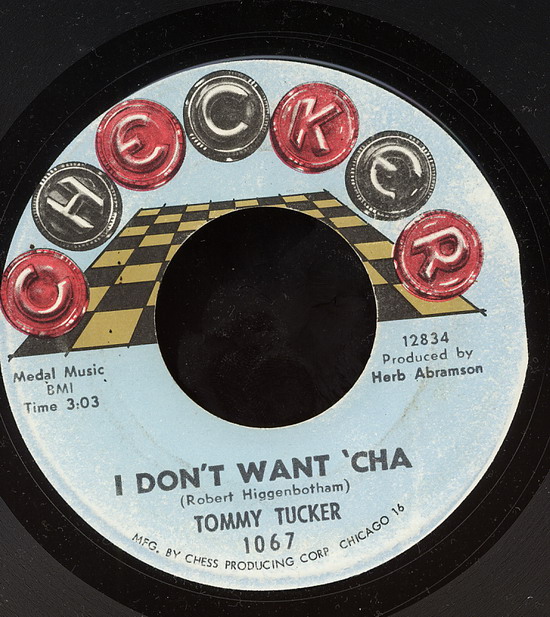 CHECKER
12834
Produced by
Herb Abramson
Medal Music
BMI
Time 3:03
I DON'T WANT 'CHA
(Robert Higgenbotham)
TOMMY TUCKER
1067
MFG. BY CHESS PRODUCING CORP. CHICAGO 16